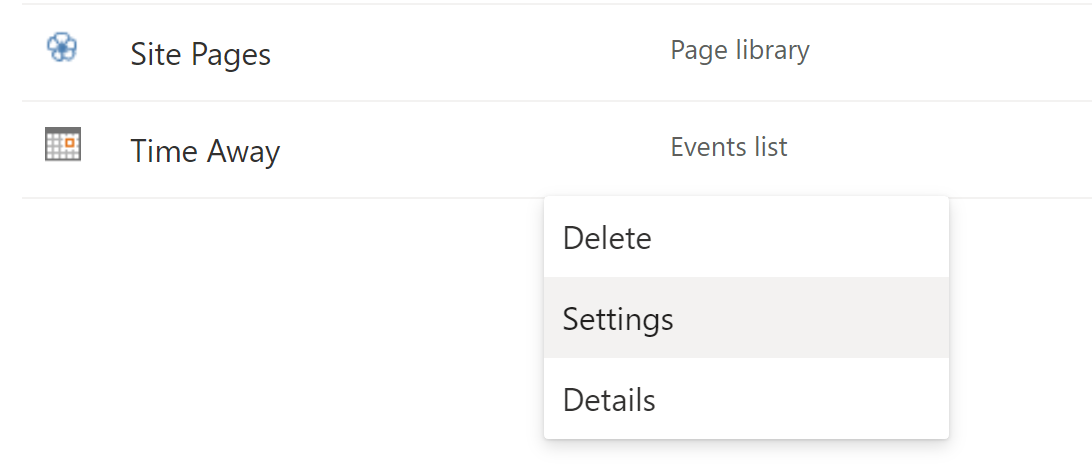 Site Pages Page library
Time Away Events list
Delete
Settings
Details